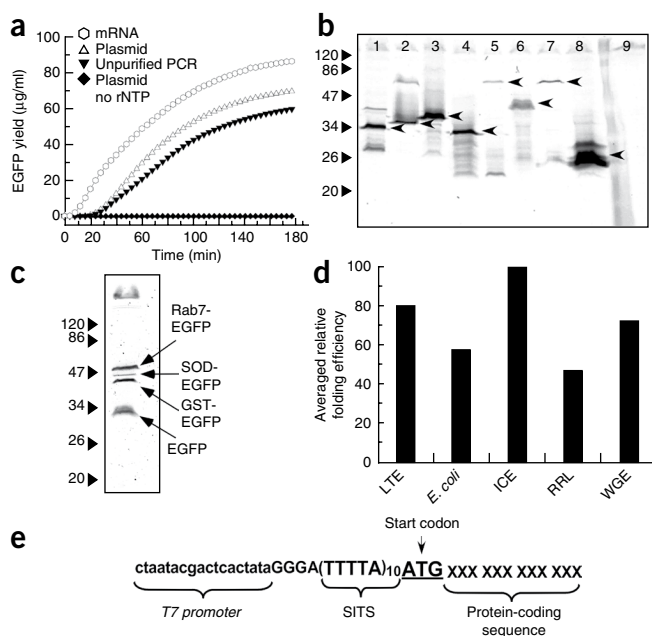 a
mRNA
Plasmid
Unpurified PCR
Plasmid
no rNTP
EGFP yield (µg/ml)
100
80
60
40
20
0
0 20 60 100 140 180
Time (min)
b
1 2 3 4 5 6 7 8 9
120
86
47
34
26
20
c
120
86
47
34
26
20
Rab7-
EGFP
SOD-
EGFP
GST-
EGFP
EGFP
d
Averaged relative
folding efficiency
100
80
60
40
20
0
LTE E. coli ICE RRL WGE
e
Start codon
ctaatacgactcactataGGGA(TTTTA)10ATG XXX XXX XXX XXX
T7 promoter SITS Protein-coding
sequence